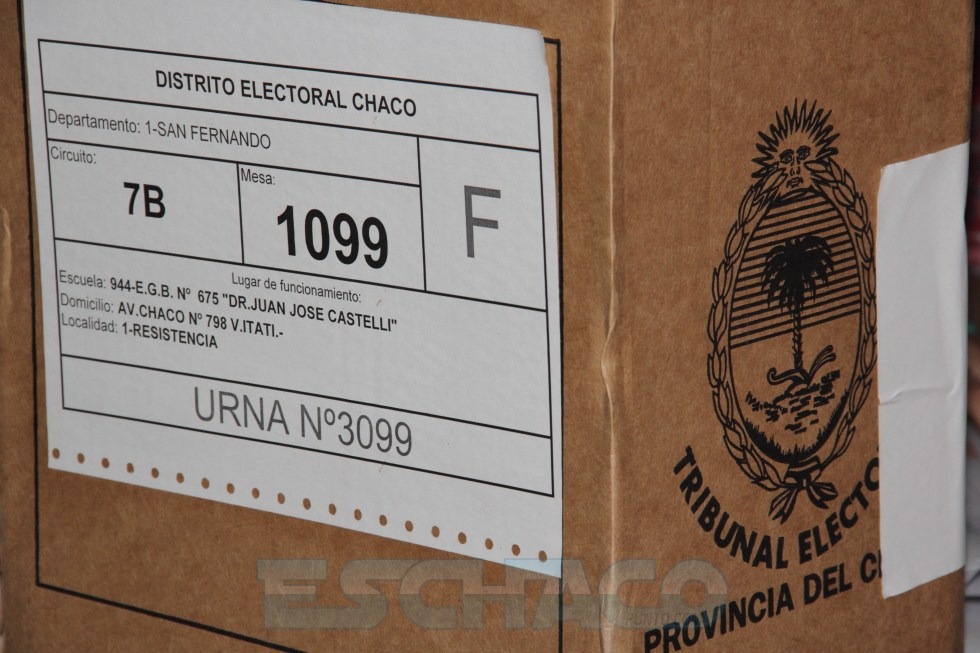 DISTRITO ELECTORAL CHACO
Departamento: 1-SAN FERNANDO
Circuito:
7B
Mesa:
1099
F
Lugar de funcionamiento:
Escuela: 944-E.G.B. Nº 675 "DR.JUAN JOSE CASTELLI"
Domicilio: AV.CHACO Nº 798 V.ITATI.-
Localidad: 1-RESISTENCIA
URNA Nº3099
TRIBUNAL ELECTO
PROVINCIA DEL
ESCHACO